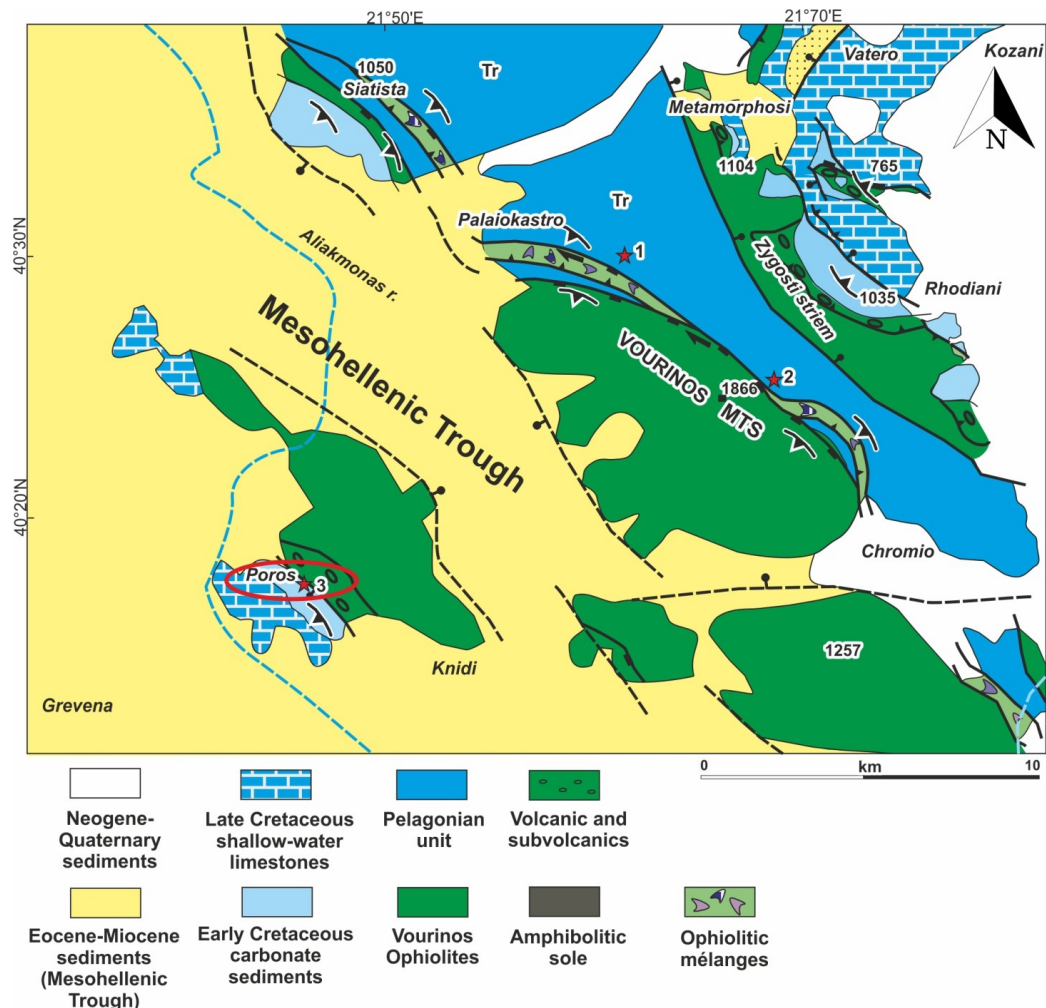 21°50'E
21°70'E
1050
Siatista
Tr
Vatero
Kozani
Metamorphosi
N
1104
765
Tr
Palaiokastro
1
40°30'N
Aliakmonas r.
Zygosti striem
1035
Rhodiani
Mesohellenic Trough
VOURINOS
MTS
1866
2
40°20'N
Chromio
Poros
3
1257
Knidi
Grevena
0 km 10
Neogene-
Quaternary
sediments
Late Cretaceous
shallow-water
limestones
Pelagonian
unit
Volcanic and
subvolcanics
Eocene-Miocene
sediments
(Mesohellenic
Trough)
Early Cretaceous
carbonate
sediments
Vourinos
Ophiolites
Amphibolitic
sole
Ophiolitic
mélanges